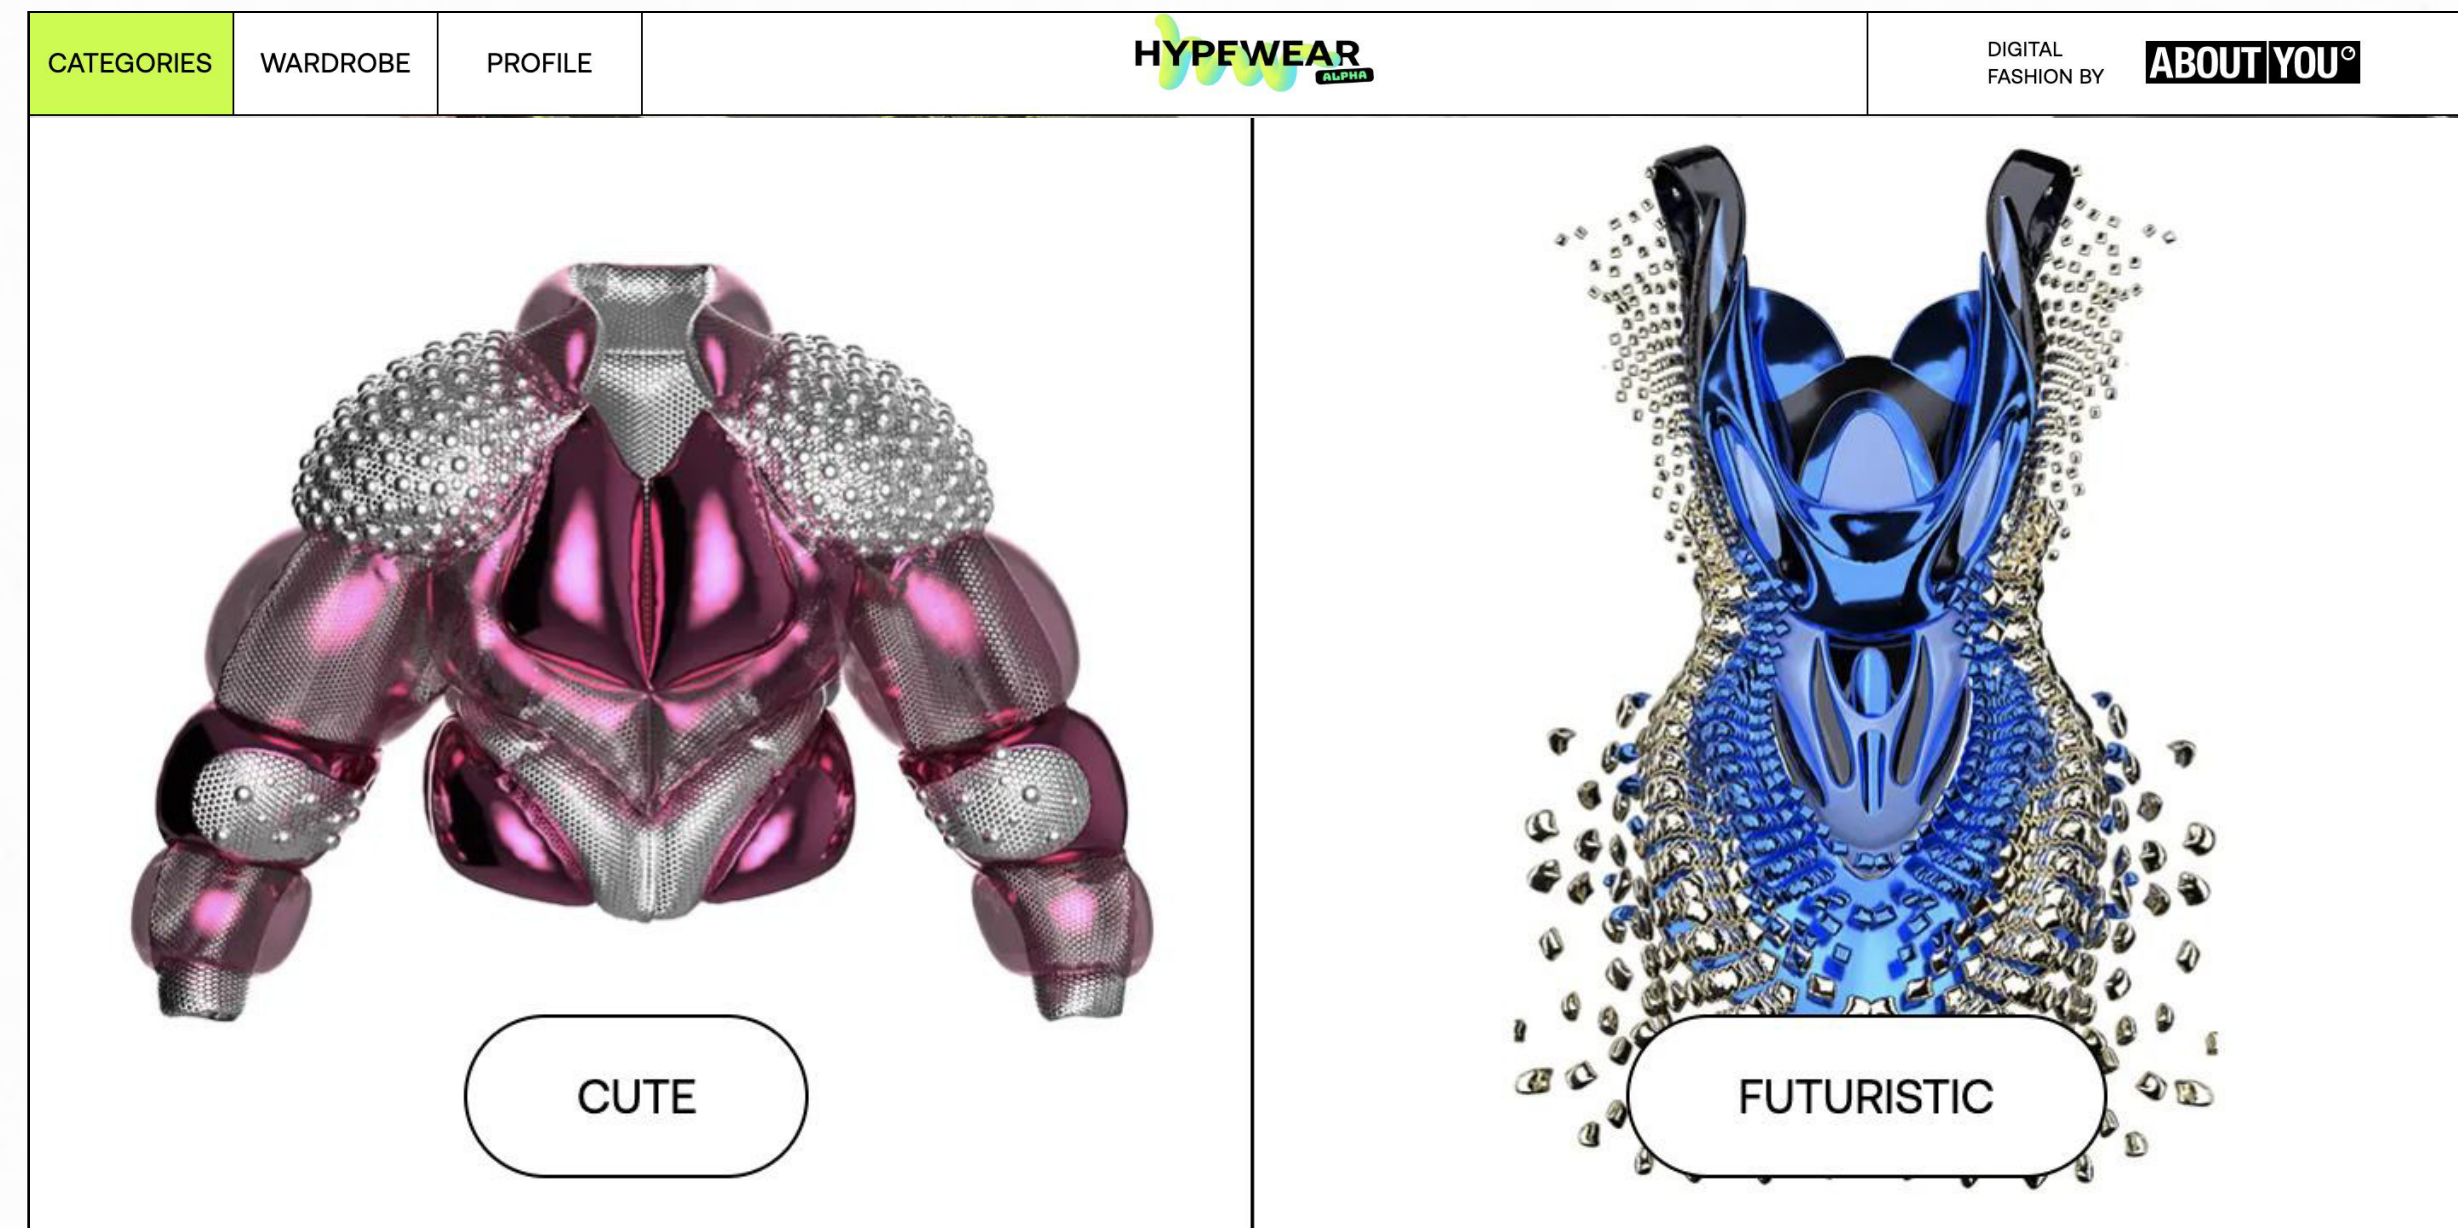 CATEGORIES
WARDROBE
PROFILE
HYPEWEAR
ALPHA
DIGITAL
FASHION BY
ABOUT YOU
CUTE
FUTURISTIC